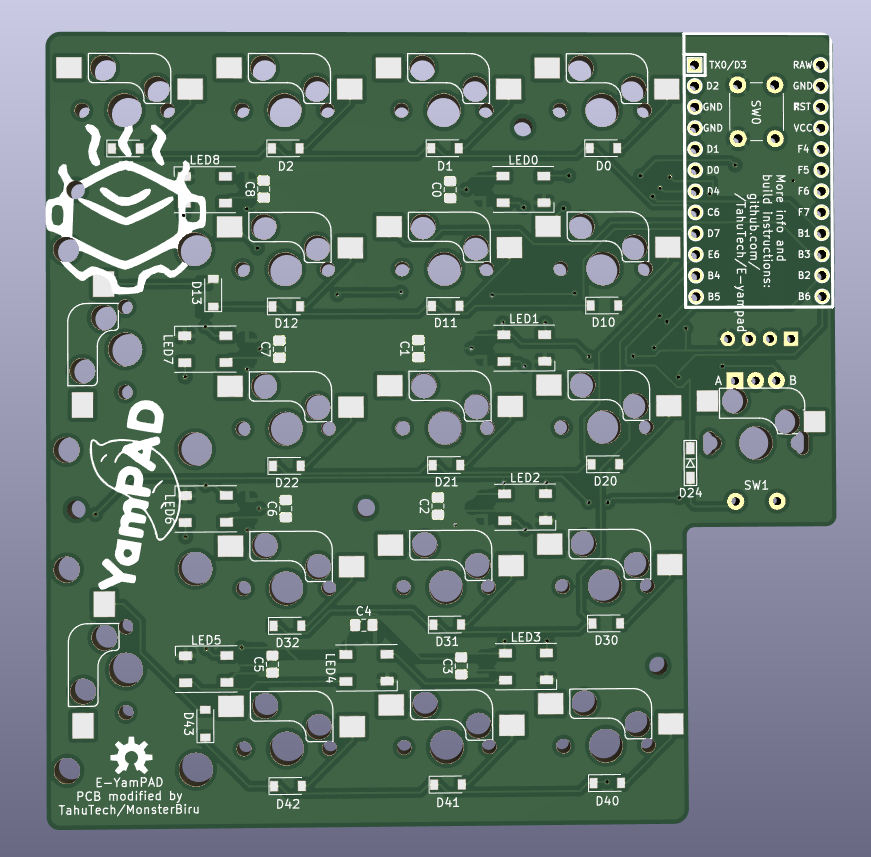 TX0/D3 RAW
D2 GND
GND RST
GND VCC
D1 F4
D0 F5
D4 F6
C6 F7
D7 B1
E6 B3
B4 B2
B5 B6
SW0
More info and
build instructions:
github.com/
/TahuTech/E-yampad
D2 D1 D0
LED8 C8 C0 LED0
D13 D12 D11 D10
LED7 C7 C1 LED1
A B
D22 D21 D20
D24 SW1
YamPAD
LED6 C6 C2 LED2
D32 D31 D30
C4
LED5 C5 LED4 C3 LED3
D43
D42 D41 D40
E-YamPAD
PCB modified by
TahuTech/MonsterBiru